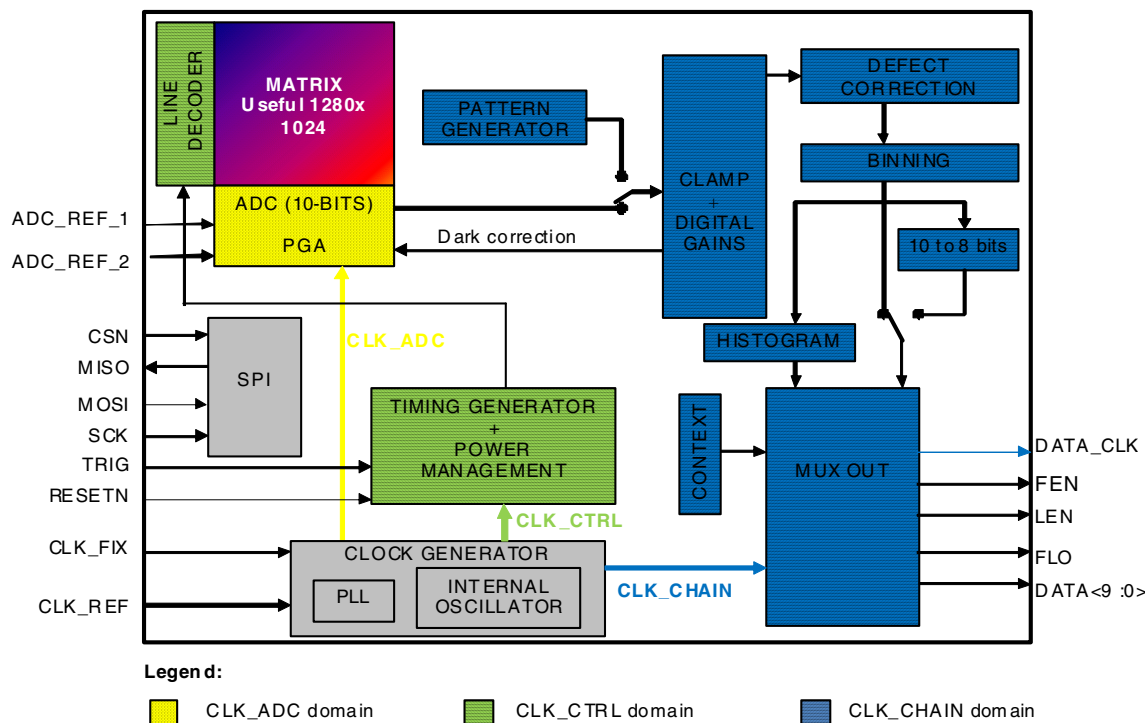 LINE
DECODER
MATRIX
Useful 1280x
1024
PATTERN
GENERATOR
DEFECT
CORRECTION
BINNING
CLAMP
+
DIGITAL
GAINS
ADC (10-BITS)
PGA
ADC_REF_1
ADC_REF_2
Dark correction
10 to 8 bits
HISTOGRAM
CLK_ADC
CSN
MISO
MOSI
SCK
SPI
TRIG
RESETN
TIMING GENERATOR
+
POWER
MANAGEMENT
CONTEXT
MUX OUT
DATA_CLK
FEN
LEN
FLO
DATA<9 :0>
CLK_CTRL
CLK_FIX
CLK_REF
CLOCK GENERATOR
PLL
INTERNAL
OSCILLATOR
CLK_CHAIN
Legend:
CLK_ADC domain
CLK_CTRL domain
CLK_CHAIN domain